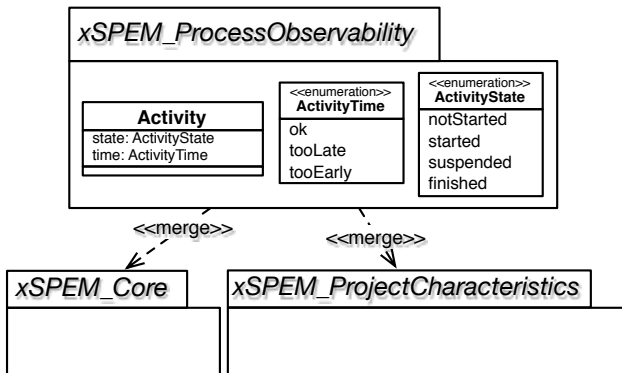 xSPEM_ProcessObservability
Activity
state: ActivityState
time: ActivityTime
<<enumeration>>
ActivityTime
ok
tooLate
tooEarly
<<enumeration>>
ActivityState
notStarted
started
suspended
finished
<<merge>>
<<merge>>
xSPEM_Core
xSPEM_ProjectCharacteristics